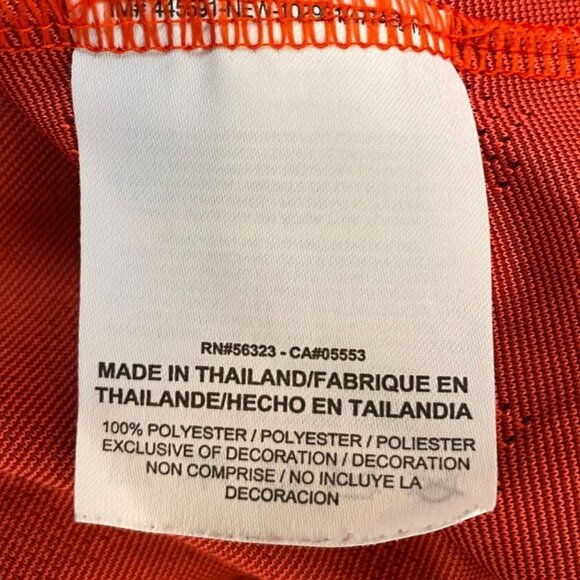 RN#56323 - CA#05553
MADE IN THAILAND/FABRIQUE EN
THAILANDE/HECHO EN TAILANDIA
100% POLYESTER / POLYESTER / POLIESTER
EXCLUSIVE OF DECORATION / DECORATION
NON COMPRISE / NO INCLUYE LA
DECORACION